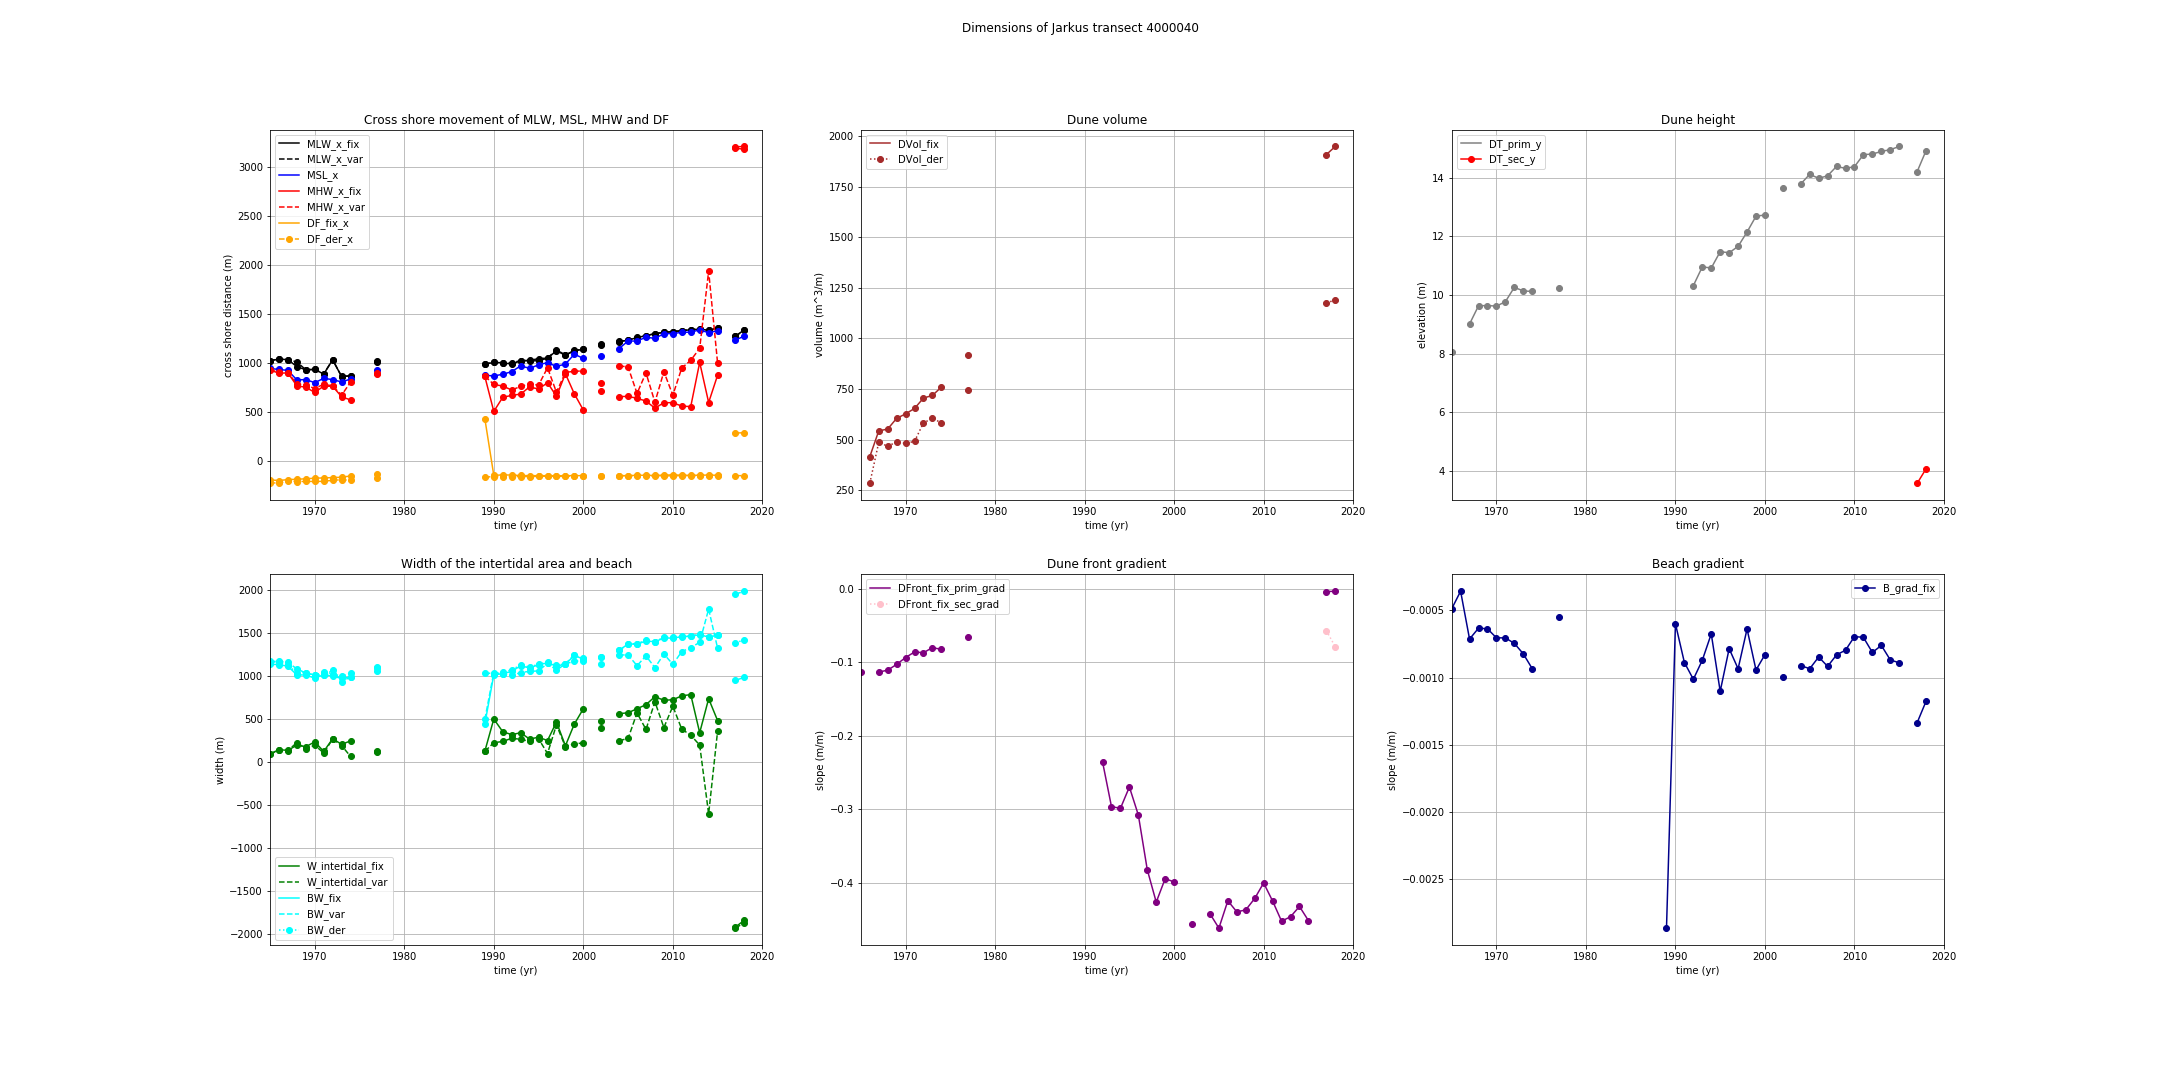 Dimensions of Jarkus transect 4000040
Cross shore movement of MLW, MSL, MHW and DF
MLW_x_fix
MLW_x_var
MSL_x
MHW_x_fix
MHW_x_var
DF_fix_x
DF_der_x
cross shore distance (m)
3000
2500
2000
1500
1000
500
0
1970 1980 1990 2000 2010 2020
time (yr)
Dune volume
DVol_fix
DVol_der
volume (m^3/m)
2000
1750
1500
1250
1000
750
500
250
1970 1980 1990 2000 2010 2020
time (yr)
Dune height
DT_prim_y
DT_sec_y
elevation (m)
14
12
10
8
6
4
1970 1980 1990 2000 2010 2020
time (yr)
Width of the intertidal area and beach
width (m)
2000
1500
1000
500
0
−500
−1000
−1500
−2000
W_intertidal_fix
W_intertidal_var
BW_fix
BW_var
BW_der
1970 1980 1990 2000 2010 2020
time (yr)
Dune front gradient
DFront_fix_prim_grad
DFront_fix_sec_grad
slope (m/m)
0.0
−0.1
−0.2
−0.3
−0.4
1970 1980 1990 2000 2010 2020
time (yr)
Beach gradient
B_grad_fix
slope (m/m)
−0.0005
−0.0010
−0.0015
−0.0020
−0.0025
1970 1980 1990 2000 2010 2020
time (yr)